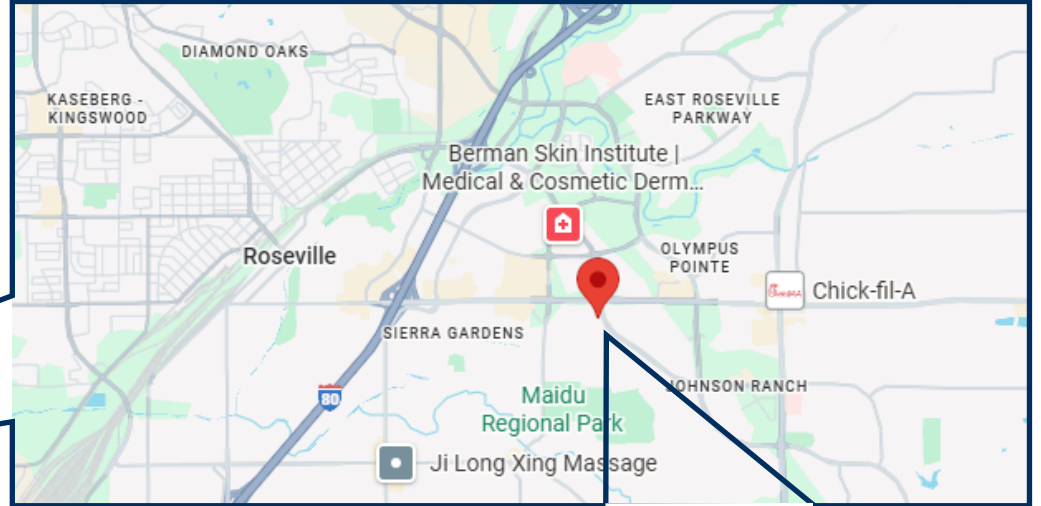 DIAMOND OAKS
KASEBERG -
KINGSWOOD
EAST ROSEVILLE
PARKWAY
Berman Skin Institute |
Medical & Cosmetic Derm...
Roseville
OLYMPUS
POINTE
Chick-fil-A
SIERRA GARDENS
JOHNSON RANCH
80
Maidu
Regional Park
Ji Long Xing Massage